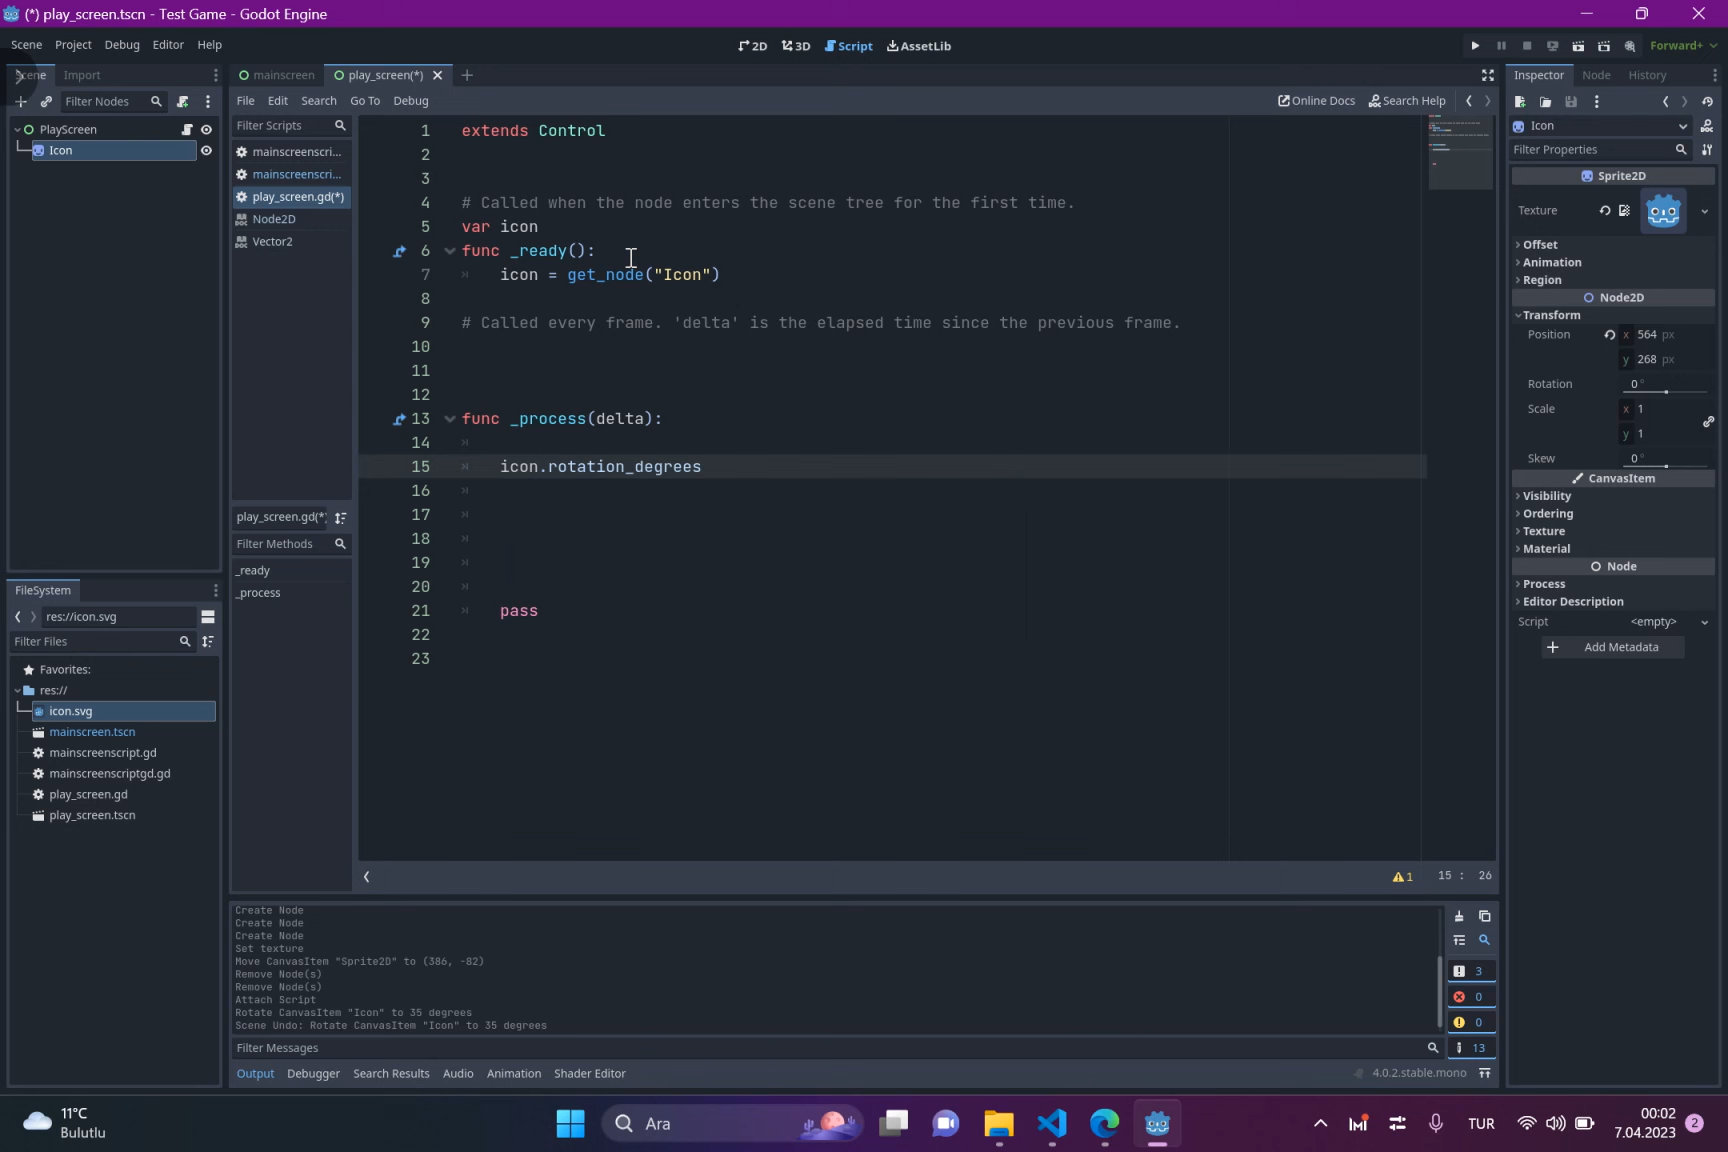 (*) play_screen.tscn - Test Game - Godot Engine
Scene Project Debug Editor Help
2D 3D Script AssetLib
Forward+
Scene Import
mainscreen play_screen(*)
Inspector Node History
Filter Nodes
File Edit Search Go To Debug
Online Docs Search Help
PlayScreen
Icon
Filter Scripts
mainscreenscri...
mainscreenscri...
play_screen.gd(*)
Node2D
Vector2
play_screen.gd(*
Filter Methods
_ready
_process
1 extends Control
2
3
4 # Called when the node enters the scene tree for the first time.
5 var icon
6 func _ready():
7 icon = get_node("Icon")
8
9 # Called every frame. 'delta' is the elapsed time since the previous frame.
10
11
12
13 func _process(delta):
14
15 icon.rotation_degrees
16
17
18
19
20
21 pass
22
23
1 15 : 26
Icon
Filter Properties
Sprite2D
Texture
Offset
Animation
Region
Node2D
Transform
Position x 564 px
y 268 px
Rotation 0 °
Scale x 1
y 1
Skew 0 °
CanvasItem
Visibility
Ordering
Texture
Material
Node
Process
Editor Description
Script <empty>
Add Metadata
FileSystem
res://icon.svg
Filter Files
Favorites:
res://
icon.svg
mainscreen.tscn
mainscreenscript.gd
mainscreenscriptgd.gd
play_screen.gd
play_screen.tscn
Create Node
Create Node
Create Node
Set texture
Move CanvasItem "Sprite2D" to (386, -82)
Remove Node(s)
Remove Node(s)
Attach Script
Rotate CanvasItem "Icon" to 35 degrees
Scene Undo: Rotate CanvasItem "Icon" to 35 degrees
3
0
0
13
Filter Messages
Output Debugger Search Results Audio Animation Shader Editor
4.0.2.stable.mono
11°C
Bulutlu
Ara
TUR
00:02
7.04.2023
2